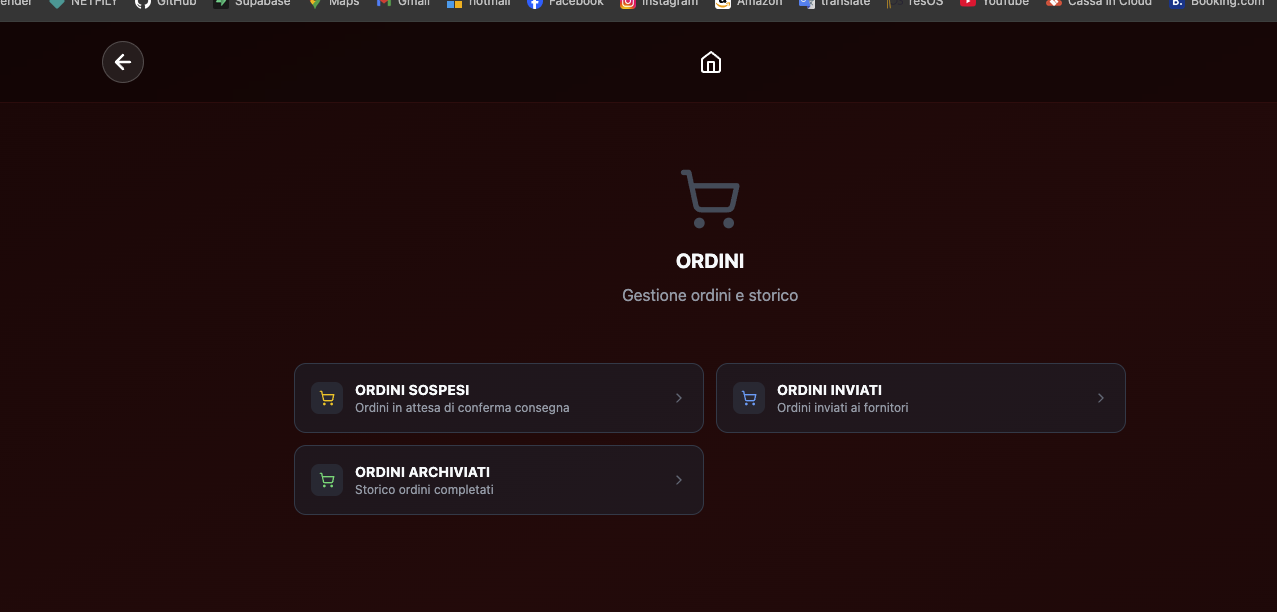 NETFLIY
GitHub
Supabase
Maps
Gmail
hotmail
Facebook
Instagram
Amazon
translate
resOS
YouTube
Cassa in Cloud
Booking.com
ORDINI
Gestione ordini e storico
ORDINI SOSPESI
Ordini in attesa di conferma consegna
ORDINI INVIATI
Ordini inviati ai fornitori
ORDINI ARCHIVIATI
Storico ordini completati